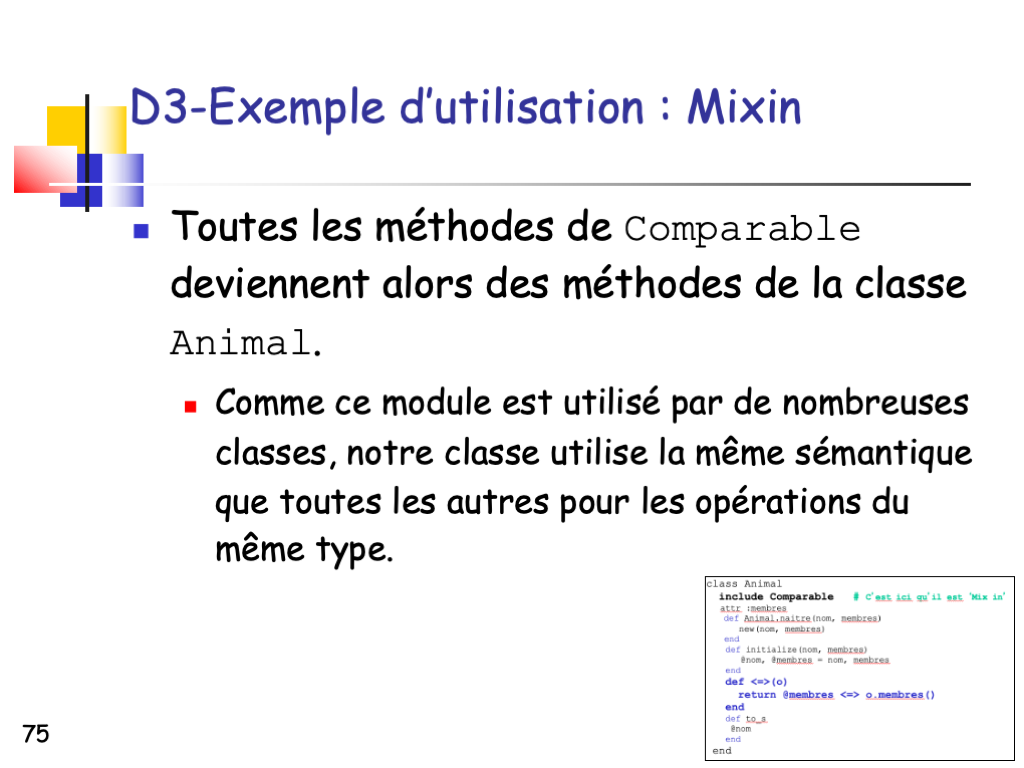 D3-Exemple d’utilisation : Mixin
Toutes les méthodes de Comparable
deviennent alors des méthodes de la classe
Animal.
Comme ce module est utilisé par de nombreuses
classes, notre classe utilise la même sémantique
que toutes les autres pour les opérations du
même type.
class Animal
include Comparable # C’est ici qu’il est ‘Mix in’
attr :membres
def Animal.naitre(nom, membres)
new(nom, membres)
end
def initialize(nom, membres)
@nom, @membres = nom, membres
end
def <=>(o)
return @membres <=> o.membres()
end
def to_s
@nom
end
end
75